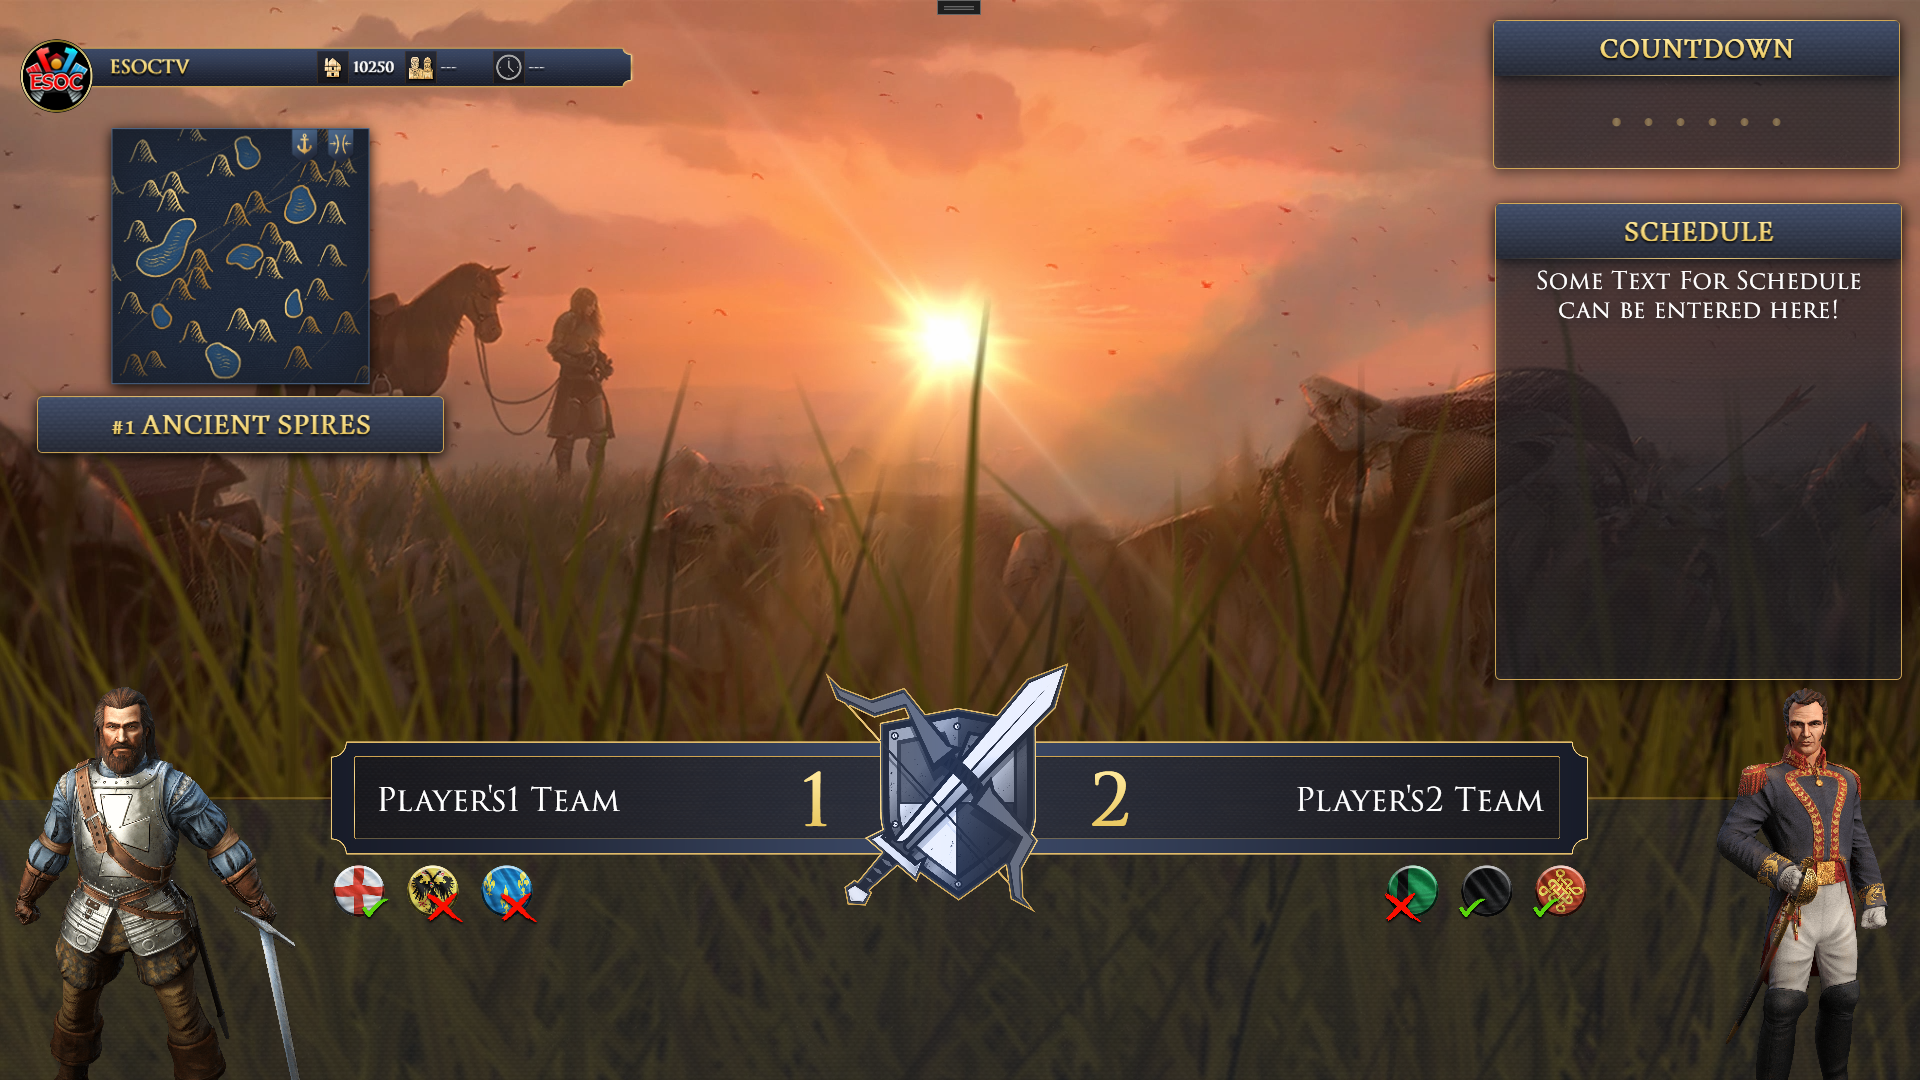 ESOC
ESOCTV
10250
---
---
COUNTDOWN
SCHEDULE
SOME TEXT FOR SCHEDULE
CAN BE ENTERED HERE!
#1 ANCIENT SPIRES
PLAYER'S1 TEAM
1
2
PLAYER'S2 TEAM